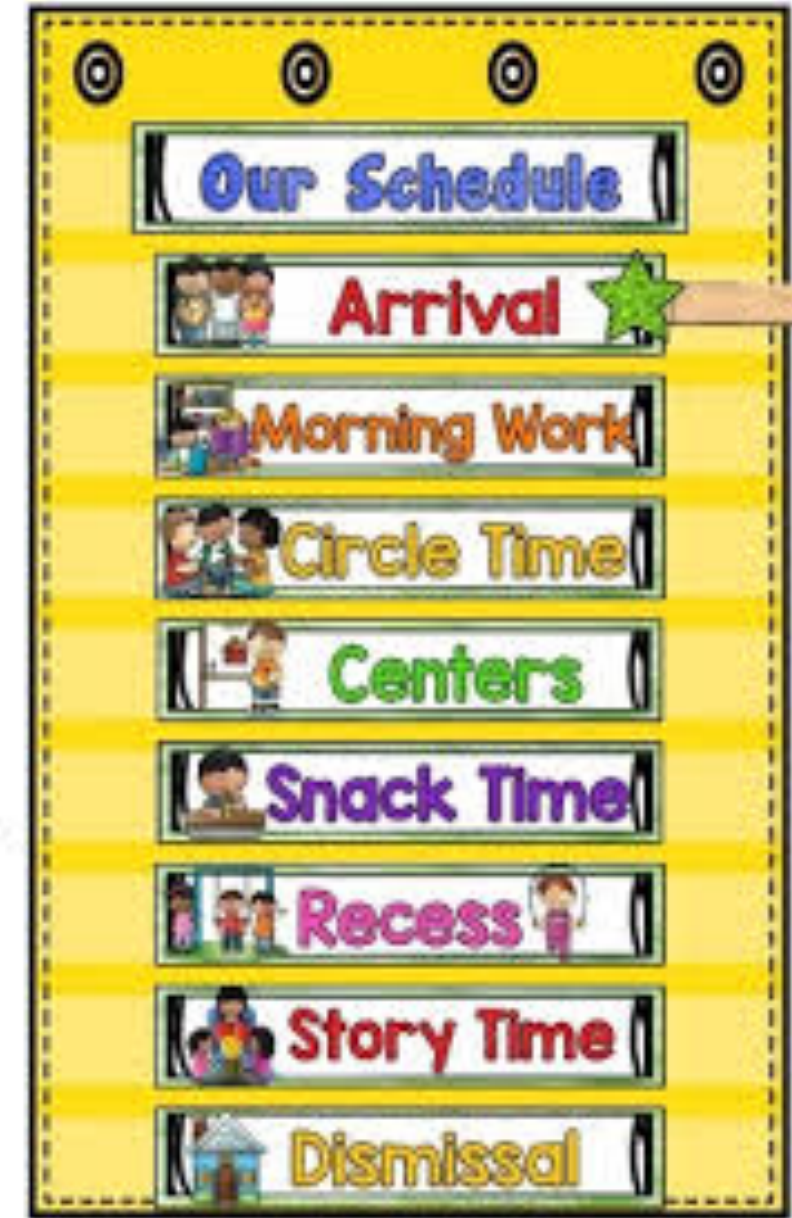 Our Schedule
Arrival
Morning Work
Circle Time
Centers
Snack Time
Recess
Story Time
Dismissal